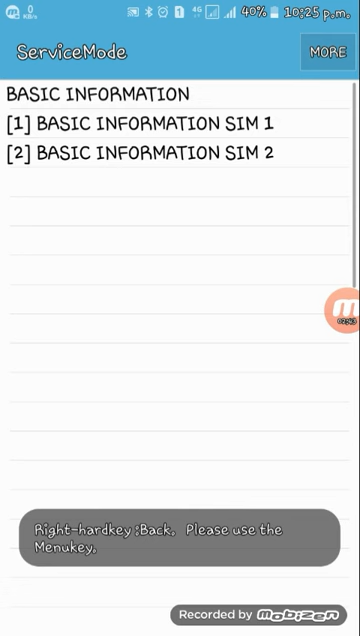 0
KB/s
4G
40%
10:25 p.m.
ServiceMode
MORE
BASIC INFORMATION
[1] BASIC INFORMATION SIM 1
[2] BASIC INFORMATION SIM 2
Right-hardkey :Back, Please use the
Menukey.
Recorded by mobizen